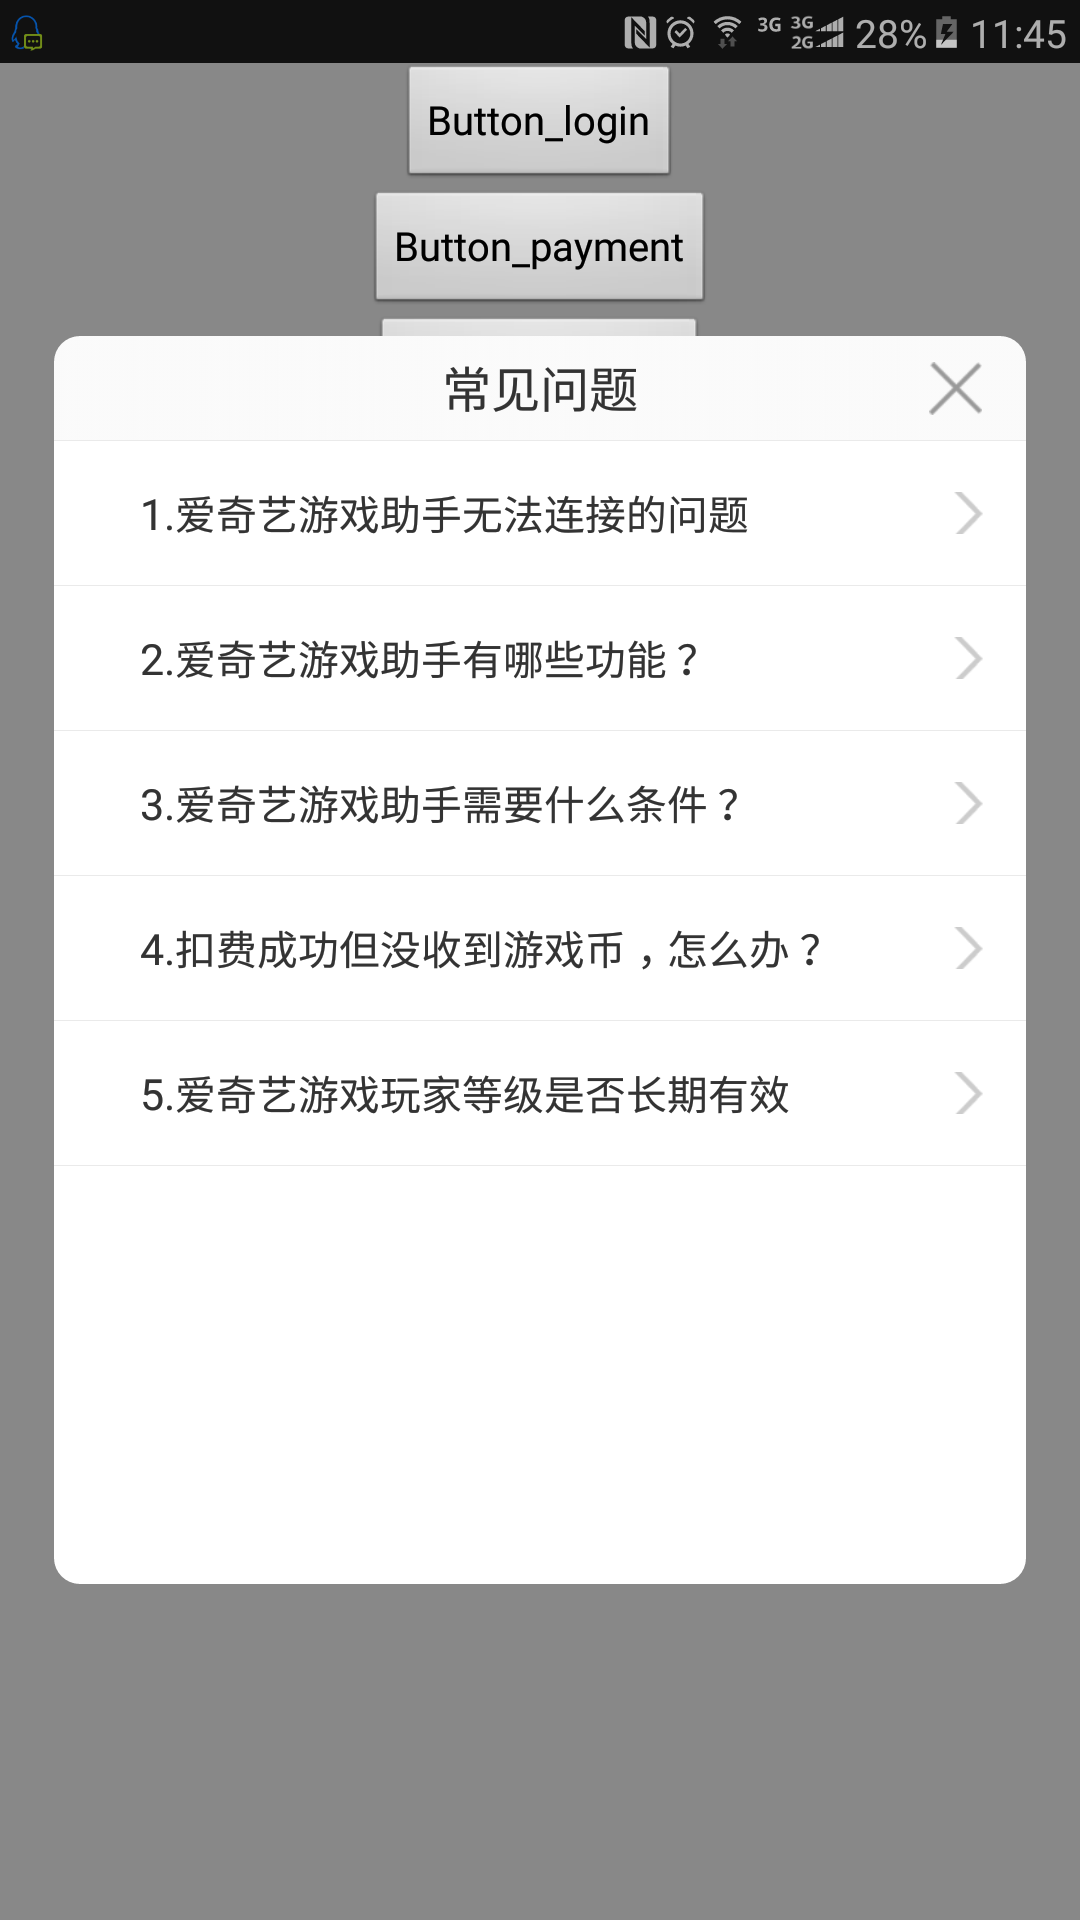 3G 3G 2G 28% 11:45
Button_login
Button_payment
常见问题
1.爱奇艺游戏助手无法连接的问题
2.爱奇艺游戏助手有哪些功能？
3.爱奇艺游戏助手需要什么条件？
4.扣费成功但没收到游戏币，怎么办？
5.爱奇艺游戏玩家等级是否长期有效